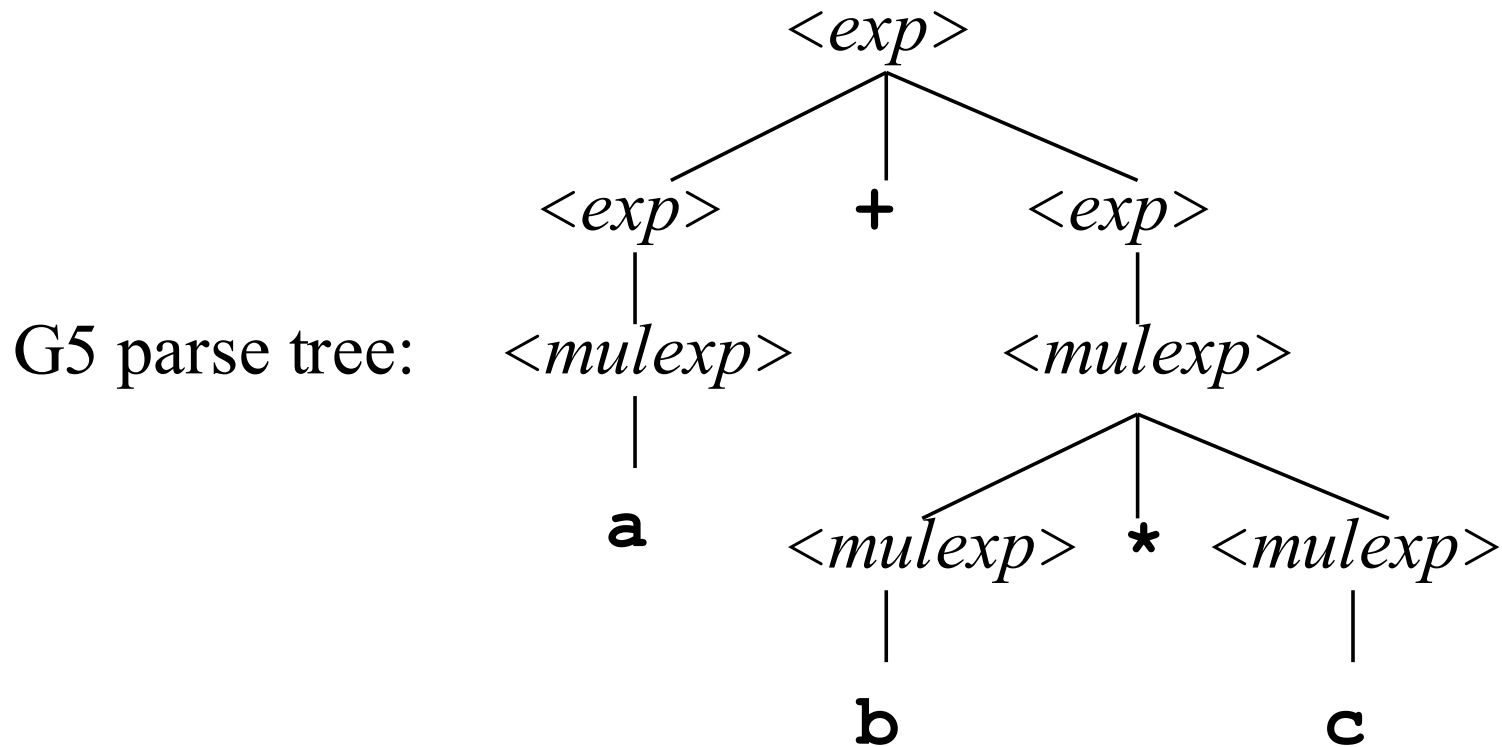 <exp>
<exp> + <exp>
G5 parse tree: <mulexp> <mulexp>
a
<mulexp> * <mulexp>
b c